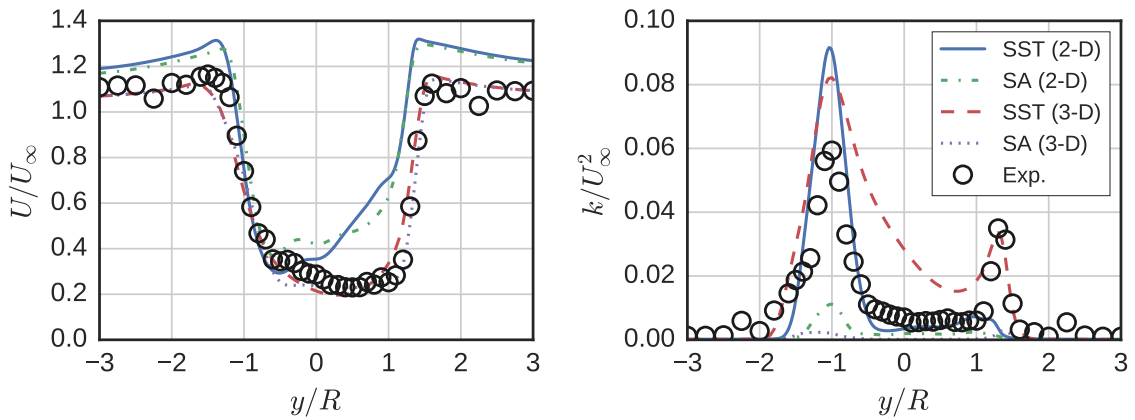 1.4
1.2
1.0
0.8
0.6
0.4
0.2
0.0
U/U∞
−3 −2 −1 0 1 2 3
y/R
0.10
0.08
0.06
0.04
0.02
0.00
k/U²∞
−3 −2 −1 0 1 2 3
y/R
SST (2-D)
SA (2-D)
SST (3-D)
SA (3-D)
Exp.